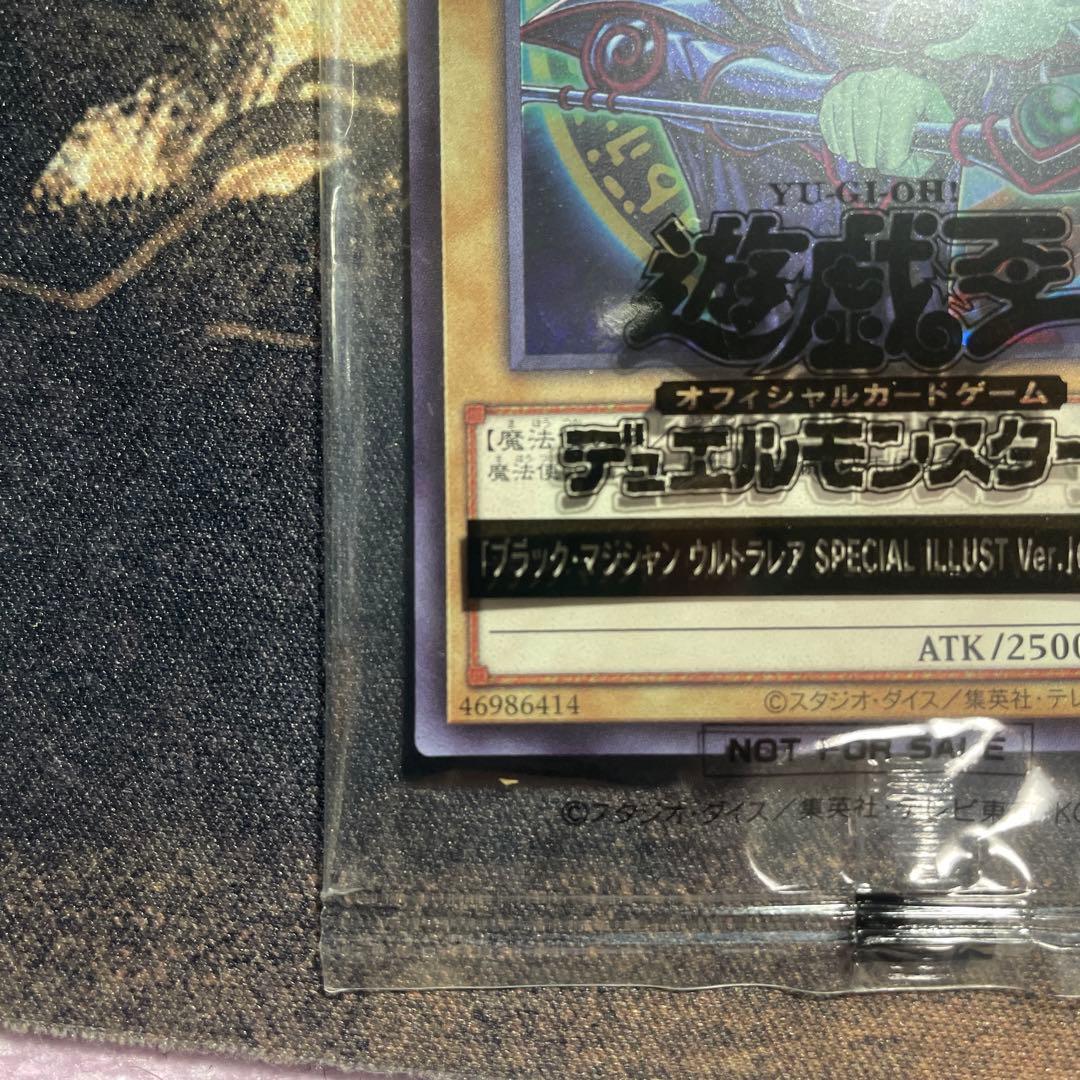 YU-GI-OH!
遊戯王
オフィシャルカードゲーム
デュエルモンスター
【魔法
魔法使
「ブラック・マジシャン ウルトラレア SPECIAL ILLUST Ver.」
ATK/2500
46986414
©スタジオ・ダイス/集英社・テレ
NOT FOR SALE
©スタジオ・ダイス/集英社・テレビ東